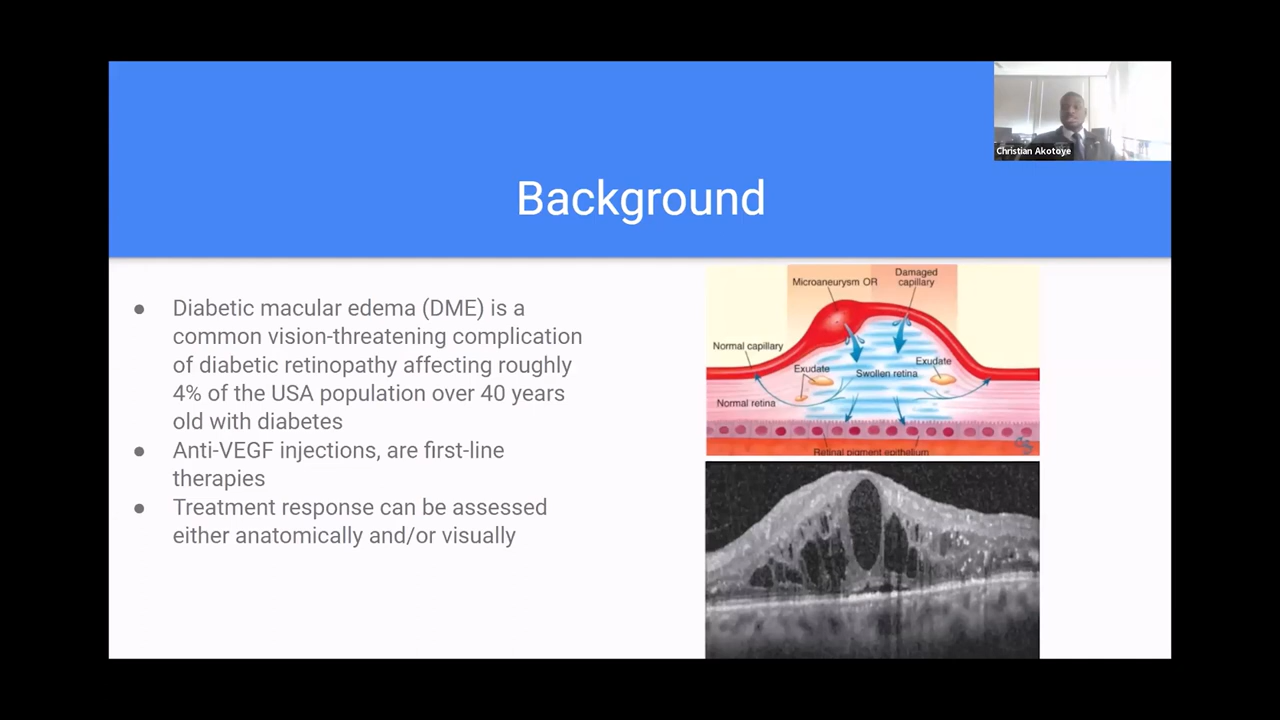 Christian Akotoye
Background
● Diabetic macular edema (DME) is a
common vision-threatening complication
of diabetic retinopathy affecting roughly
4% of the USA population over 40 years
old with diabetes
● Anti-VEGF injections, are first-line
therapies
● Treatment response can be assessed
either anatomically and/or visually
Microaneurysm OR
Damaged
capillary
Normal capillary
Exudate
Exudate
Swollen retina
Normal retina
Retinal pigment epithelium